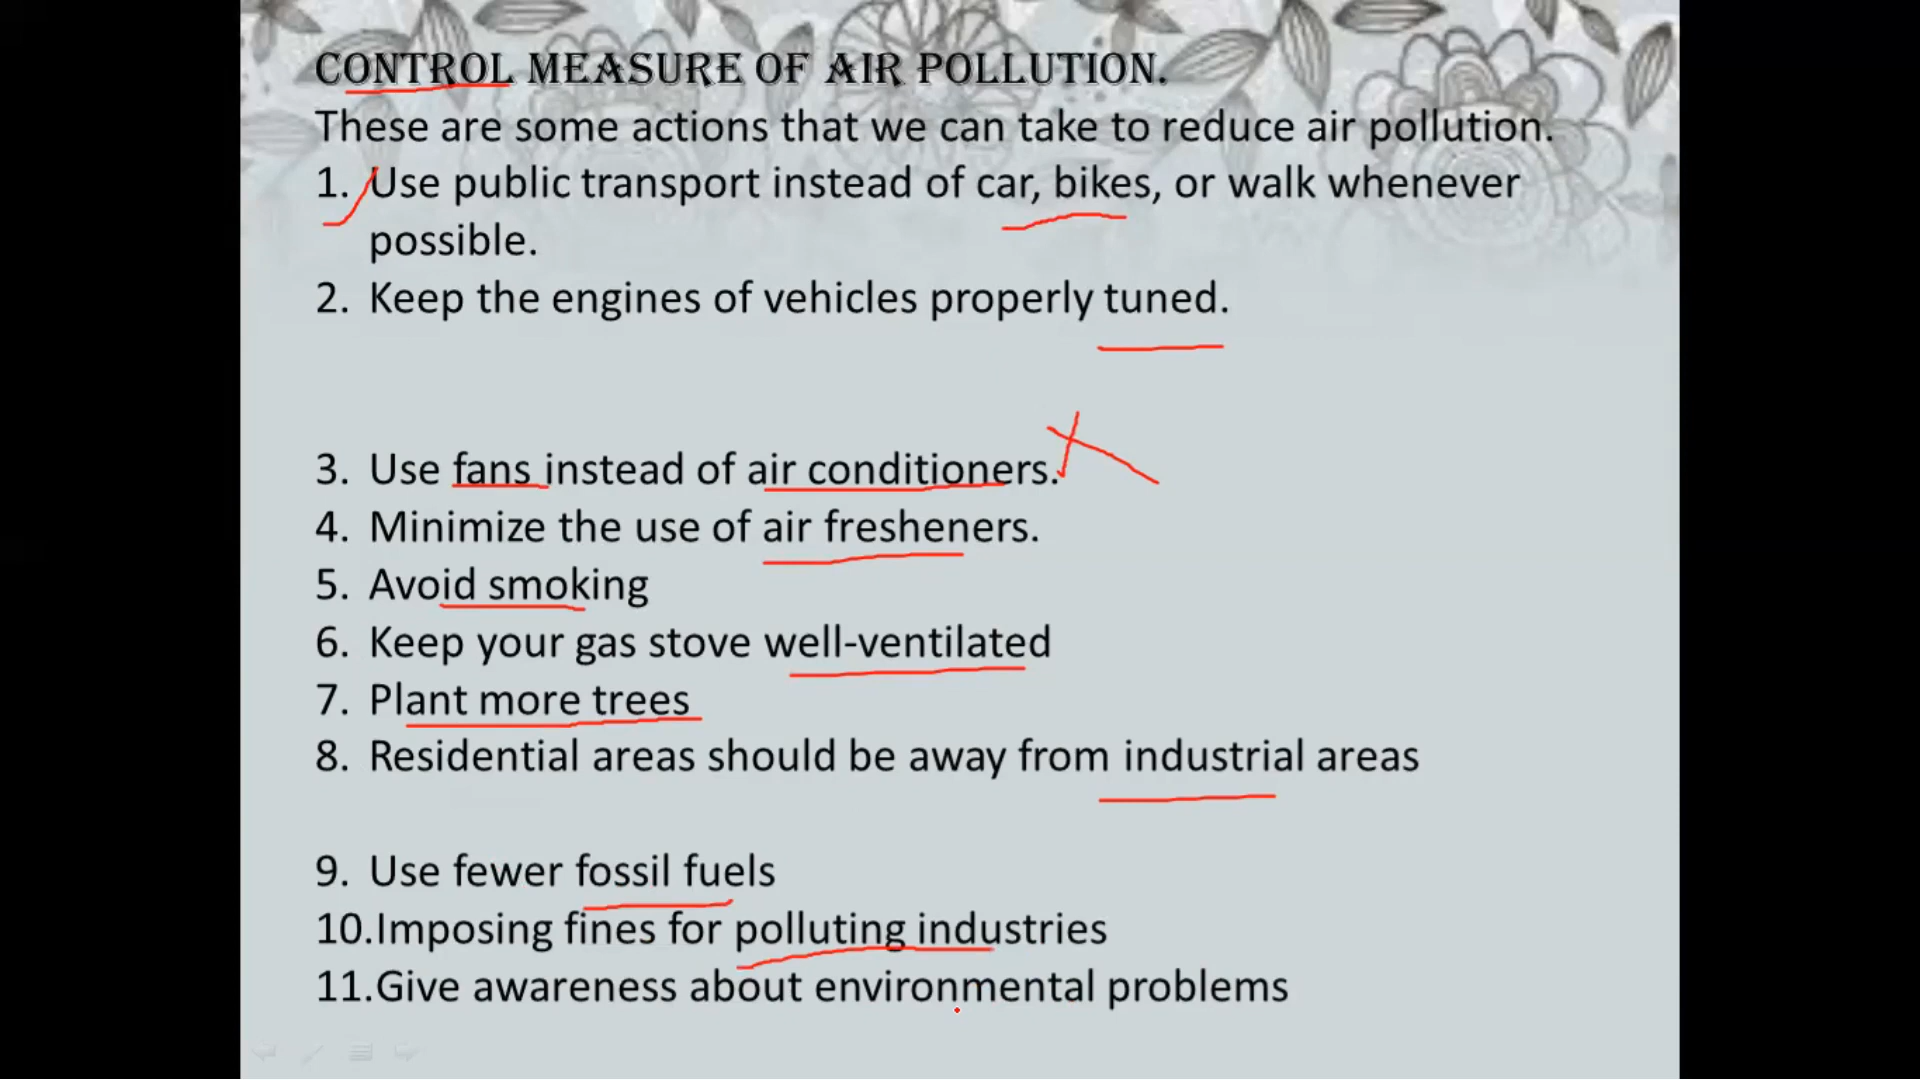 CONTROL MEASURE OF AIR POLLUTION.
These are some actions that we can take to reduce air pollution.
1. Use public transport instead of car, bikes, or walk whenever
possible.
2. Keep the engines of vehicles properly tuned.
3. Use fans instead of air conditioners.
4. Minimize the use of air fresheners.
5. Avoid smoking
6. Keep your gas stove well-ventilated
7. Plant more trees
8. Residential areas should be away from industrial areas
9. Use fewer fossil fuels
10.Imposing fines for polluting industries
11.Give awareness about environmental problems